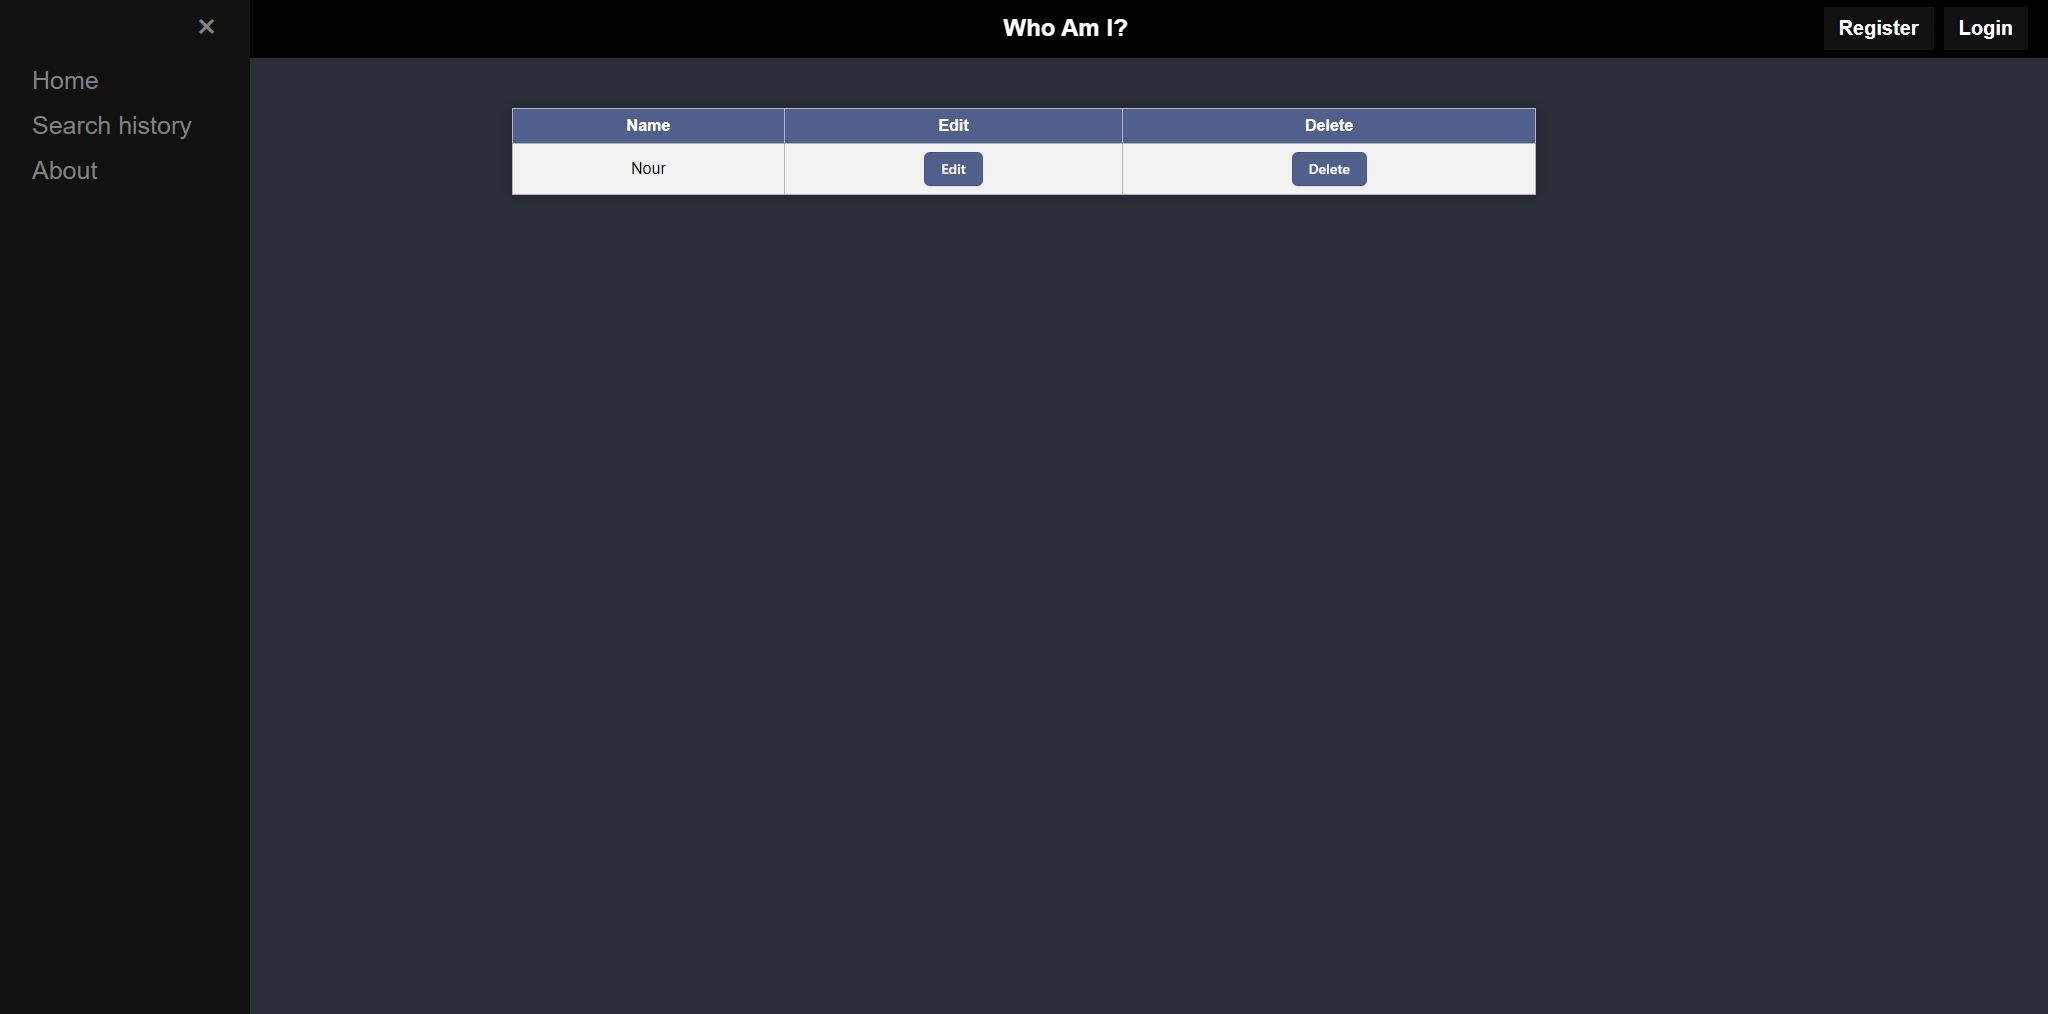 ×
Who Am I?
Register
Login
Home
Search history
About
Name Edit Delete
Nour Edit Delete